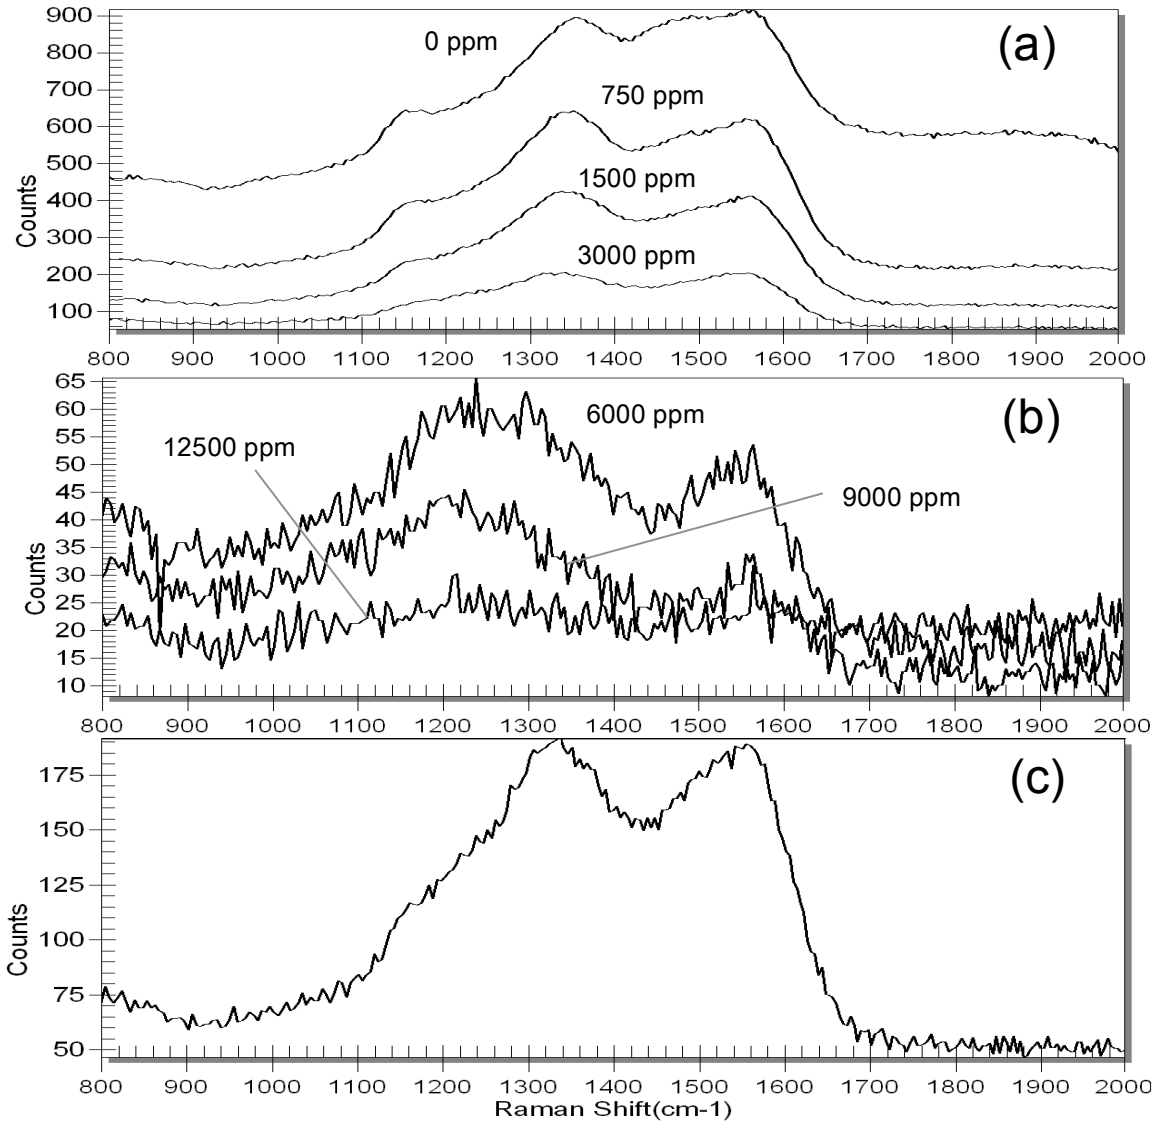 900
(a)
0 ppm
800
700
750 ppm
600
500
1500 ppm
400
300
3000 ppm
200
100
Counts
800 900 1000 1100 1200 1300 1400 1500 1600 1700 1800 1900 2000
65
(b)
60
6000 ppm
55
12500 ppm
50
9000 ppm
45
40
35
30
25
20
15
10
Counts
800 900 1000 1100 1200 1300 1400 1500 1600 1700 1800 1900 2000
175
(c)
150
125
100
75
50
Counts
800 900 1000 1100 1200 1300 1400 1500 1600 1700 1800 1900 2000
Raman Shift(cm-1)